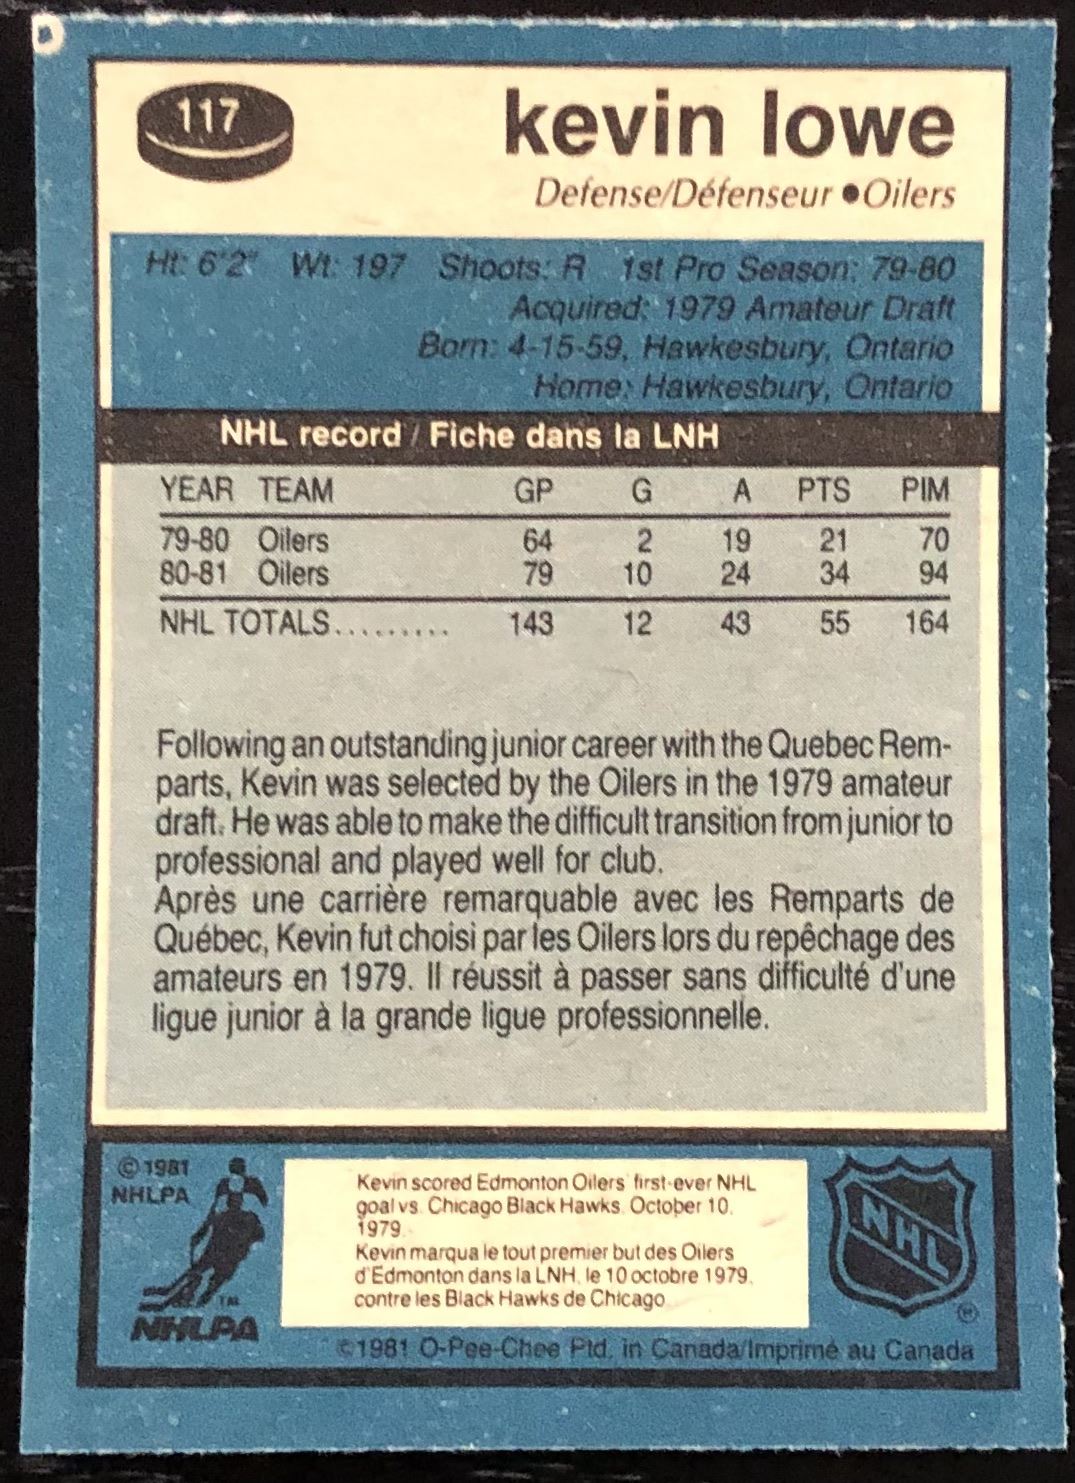 117
kevin lowe
Defense/Défenseur ●Oilers
Ht: 6'2" Wt: 197 Shoots: R 1st Pro Season: 79-80
Acquired: 1979 Amateur Draft
Born: 4-15-59, Hawkesbury, Ontario
Home: Hawkesbury, Ontario
NHL record / Fiche dans la LNH
YEAR TEAM GP G A PTS PIM
79-80 Oilers 64 2 19 21 70
80-81 Oilers 79 10 24 34 94
NHL TOTALS......... 143 12 43 55 164
Following an outstanding junior career with the Quebec Rem-
parts, Kevin was selected by the Oilers in the 1979 amateur
draft. He was able to make the difficult transition from junior to
professional and played well for club.
Après une carrière remarquable avec les Remparts de
Québec, Kevin fut choisi par les Oilers lors du repêchage des
amateurs en 1979. Il réussit à passer sans difficulté d'une
ligue junior à la grande ligue professionnelle.
©1981
NHLPA
TM
NHLPA
Kevin scored Edmonton Oilers' first-ever NHL
goal vs. Chicago Black Hawks, October 10,
1979.
Kevin marqua le tout premier but des Oilers
d'Edmonton dans la LNH, le 10 octobre 1979,
contre les Black Hawks de Chicago.
NHL
®
©1981 O-Pee-Chee Ptd. in Canada/Imprimé au Canada